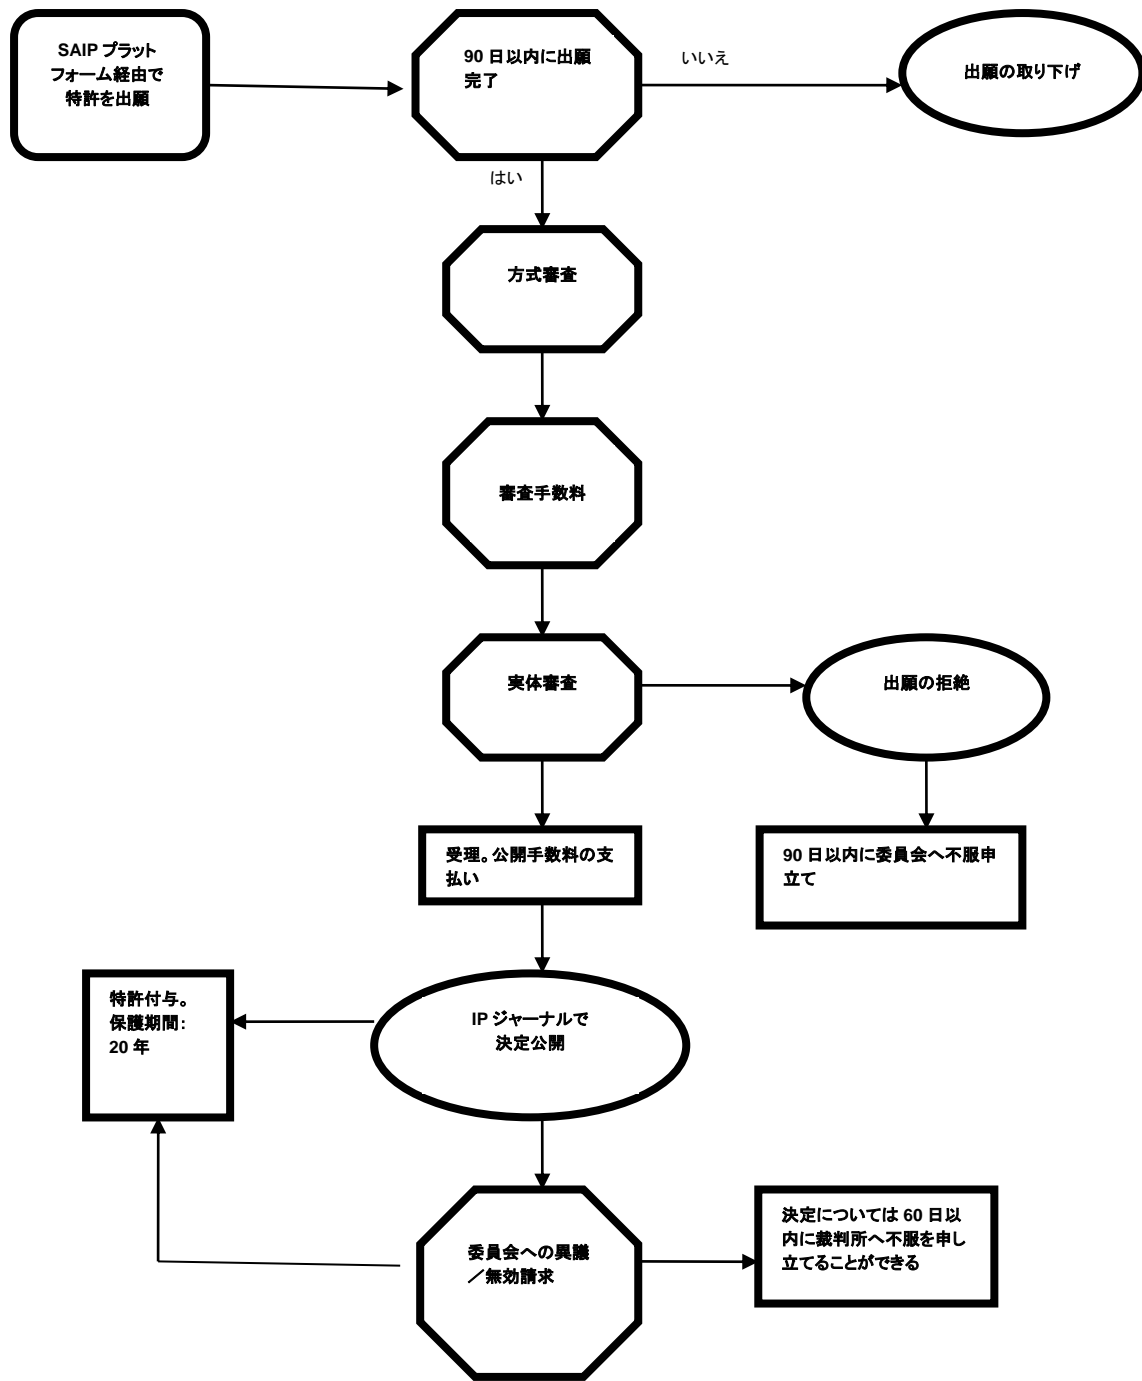 SAIP プラット
フォーム経由で
特許を出願
90 日以内に出願
完了
いいえ
出願の取り下げ
はい
方式審査
審査手数料
実体審査
出願の拒絶
受理。公開手数料の支
払い
90 日以内に委員会へ不服申
立て
特許付与。
保護期間:
20 年
IP ジャーナルで
決定公開
委員会への異議
／無効請求
決定については 60 日以
内に裁判所へ不服を申し
立てることができる